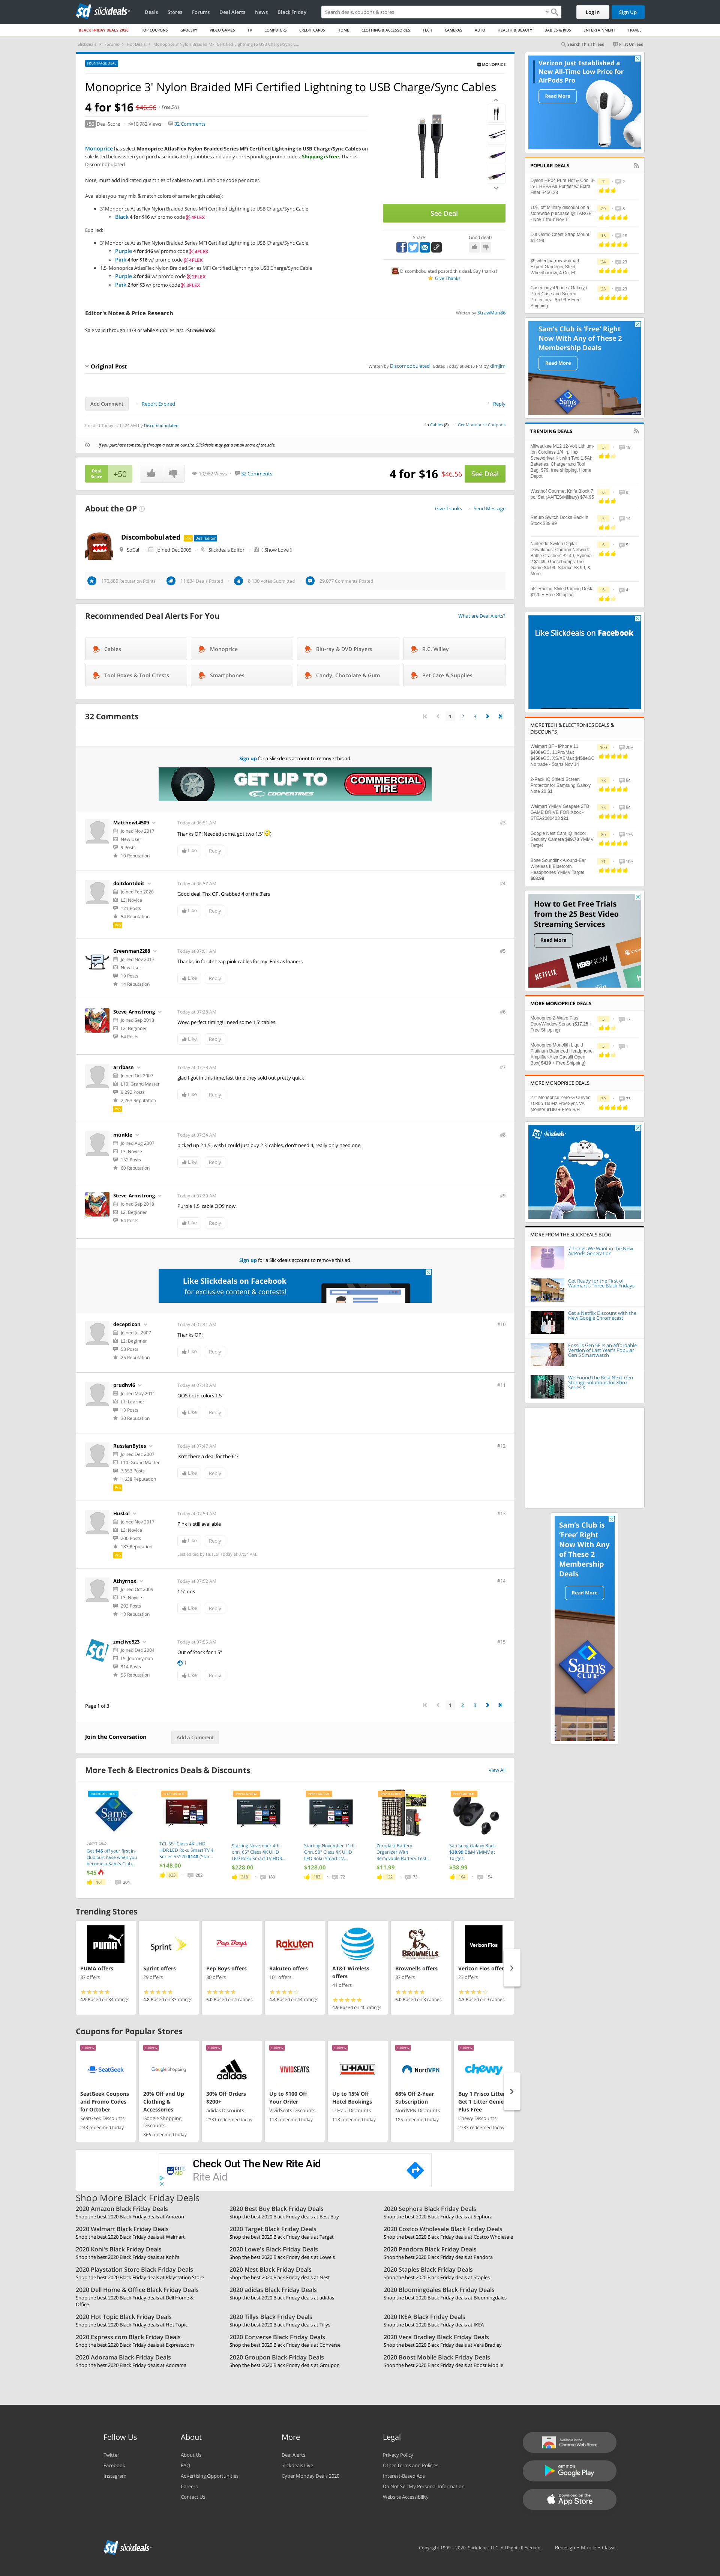 slickdeals
Deals Stores Forums Deal Alerts News Black Friday
Search deals, coupons & stores
Log In Sign Up
BLACK FRIDAY DEALS 2020 TOP COUPONS GROCERY VIDEO GAMES TV COMPUTERS CREDIT CARDS HOME CLOTHING & ACCESSORIES TECH CAMERAS AUTO HEALTH & BEAUTY BABIES & KIDS ENTERTAINMENT TRAVEL
Search This Thread First Unread
FRONTPAGE DEAL
MONOPRICE
Monoprice 3' Nylon Braided MFi Certified Lightning to USB Charge/Sync Cables
4 for $16 $46.56 + Free S/H
+50 Deal Score 10,982 Views 32 Comments
Monoprice has select Monoprice AtlasFlex Nylon Braided Series MFi Certified Lightning to USB Charge/Sync Cables on
sale listed below when you purchase indicated quantities and apply corresponding promo codes. Shipping is free. Thanks
Discombobulated
Note, must add indicated quantities of cable to cart. Limit one code per order.
Available (you may mix & match colors of same length cables):
3' Monoprice AtlasFlex Nylon Braided Series MFi Certified Lightning to USB Charge/Sync Cable
Black 4 for $16 w/ promo code 4FLEX
Expired:
3' Monoprice AtlasFlex Nylon Braided Series MFi Certified Lightning to USB Charge/Sync Cable
Purple 4 for $16 w/ promo code 4FLEX
Pink 4 for $16 w/ promo code 4FLEX
1.5' Monoprice AtlasFlex Nylon Braided Series MFi Certified Lightning to USB Charge/Sync Cable
Purple 2 for $3 w/ promo code 2FLEX
Pink 2 for $3 w/ promo code 2FLEX
See Deal
Share Good deal?
Discombobulated posted this deal. Say thanks!
Give Thanks
Editor's Notes & Price Research
Written by StrawMan86
Sale valid through 11/8 or while supplies last. -StrawMan86
Original Post
Written by Discombobulated Edited Today at 04:16 PM by dimjim
Add Comment Report Expired Reply
Created Today at 12:24 AM by Discombobulated
in Cables (8) Get Monoprice Coupons
If you purchase something through a post on our site, Slickdeals may get a small share of the sale.
Deal Score +50 10,982 Views 32 Comments 4 for $16 $46.56 See Deal
About the OP
Give Thanks Send Message
Discombobulated Pro Deal Editor
SoCal Joined Dec 2005 Slickdeals Editor Show Love
170,885 Reputation Points 11,634 Deals Posted 9,130 Votes Submitted 29,077 Comments Posted
Recommended Deal Alerts For You
What are Deal Alerts?
Cables Monoprice Blu-ray & DVD Players R.C. Willey
Tool Boxes & Tool Chests Smartphones Candy, Chocolate & Gum Pet Care & Supplies
32 Comments
1 2 3
Sign up for a Slickdeals account to remove this ad.
GET UP TO COOPERTIRES COMMERCIAL TIRE
MatthewL4509
Joined Nov 2017
New User
9 Posts
10 Reputation
Today at 06:51 AM
#3
Thanks OP! Needed some, got two 1.5'
Like Reply
doitdontdoit
Joined Feb 2020
L3: Novice
121 Posts
54 Reputation
Pro
Today at 06:57 AM
#4
Good deal. Thx OP. Grabbed 4 of the 3'ers
Like Reply
Greenman2288
Joined Nov 2017
New User
19 Posts
14 Reputation
Today at 07:01 AM
#5
Thanks, in for 4 cheap pink cables for my iFolk as loaners
Like Reply
Steve_Armstrong
Joined Sep 2018
L2: Beginner
64 Posts
Today at 07:28 AM
#6
Wow, perfect timing! I need some 1.5' cables.
Like Reply
arribasn
Joined Oct 2007
L10: Grand Master
9,292 Posts
2,263 Reputation
Pro
Today at 07:33 AM
#7
glad I got in this time, last time they sold out pretty quick
Like Reply
munkle
Joined Aug 2007
L3: Novice
152 Posts
60 Reputation
Today at 07:34 AM
#8
picked up 2 1.5', wish I could just buy 2 3' cables, don't need 4, really only need one.
Like Reply
Steve_Armstrong
Joined Sep 2018
L2: Beginner
64 Posts
Today at 07:39 AM
#9
Purple 1.5' cable OOS now.
Like Reply
Sign up for a Slickdeals account to remove this ad.
Like Slickdeals on Facebook
for exclusive content & contests!
decepticon
Joined Jul 2007
L2: Beginner
53 Posts
26 Reputation
Today at 07:41 AM
#10
Thanks OP!
Like Reply
prudhvi6
Joined May 2011
L1: Learner
13 Posts
30 Reputation
Today at 07:43 AM
#11
OOS both colors 1.5'
Like Reply
RussianBytes
Joined Dec 2007
L10: Grand Master
7,653 Posts
1,638 Reputation
Pro
Today at 07:47 AM
#12
Isn't there a deal for the 6'?
Like Reply
HusLol
Joined Nov 2017
L3: Novice
200 Posts
183 Reputation
Pro
Today at 07:50 AM
#13
Pink is still available
Last edited by HusLol Today at 07:54 AM.
Like Reply
Athyrnox
Joined Oct 2009
L3: Novice
203 Posts
13 Reputation
Today at 07:52 AM
#14
1.5" oos
Like Reply
zmclive523
Joined Dec 2004
L5: Journeyman
914 Posts
56 Reputation
Today at 07:56 AM
#15
Out of Stock for 1.5"
1
Like Reply
Page 1 of 3
1 2 3
Join the Conversation Add a Comment
More Tech & Electronics Deals & Discounts
View All
Sam's Club
Get $45 off your first in-club purchase when you become a Sam's Club...
$45
TCL 55" Class 4K UHD HDR LED Roku Smart TV 4 Series 55S20 $148 (Star...
$148.00
Starting November 4th - onn. 65" Class 4K UHD LED Roku Smart TV HDR...
$228.00
Starting November 11th - Onn. 50" Class 4K UHD LED Roku Smart TV...
$128.00
Zerodark Battery Organizer With Removable Battery Test...
$11.99
Samsung Galaxy Buds $38.99 B&M YMMV at Target
$38.99
Trending Stores
PUMA offers
37 offers
4.9 Based on 34 ratings
Sprint offers
29 offers
4.8 Based on 33 ratings
Pep Boys offers
30 offers
5.0 Based on 4 ratings
Rakuten offers
101 offers
4.4 Based on 44 ratings
AT&T Wireless offers
41 offers
4.9 Based on 40 ratings
Brownells offers
37 offers
5.0 Based on 3 ratings
Verizon Fios offers
23 offers
4.3 Based on 9 ratings
Coupons for Popular Stores
SeatGeek Coupons and Promo Codes for October
SeatGeek Discounts
243 redeemed today
20% Off and Up Clothing & Accessories
Google Shopping Discounts
866 redeemed today
30% Off Orders $200+
adidas Discounts
2331 redeemed today
Up to $100 Off Your Order
VividSeats Discounts
118 redeemed today
Up to 15% Off Hotel Bookings
U-Haul Discounts
118 redeemed today
68% Off 2-Year Subscription
NordVPN Discounts
185 redeemed today
Buy 1 Frisco Litter, Get 1 Litter Genie Plus Free
Chewy Discounts
2783 redeemed today
RITE AID
Check Out The New Rite Aid
Rite Aid
Shop More Black Friday Deals
2020 Amazon Black Friday Deals
Shop the best 2020 Black Friday deals at Amazon
2020 Best Buy Black Friday Deals
Shop the best 2020 Black Friday deals at Best Buy
2020 Sephora Black Friday Deals
Shop the best 2020 Black Friday deals at Sephora
2020 Walmart Black Friday Deals
Shop the best 2020 Black Friday deals at Walmart
2020 Target Black Friday Deals
Shop the best 2020 Black Friday deals at Target
2020 Costco Wholesale Black Friday Deals
Shop the best 2020 Black Friday deals at Costco Wholesale
2020 Kohl's Black Friday Deals
Shop the best 2020 Black Friday deals at Kohl's
2020 Lowe's Black Friday Deals
Shop the best 2020 Black Friday deals at Lowe's
2020 Pandora Black Friday Deals
Shop the best 2020 Black Friday deals at Pandora
2020 Playstation Store Black Friday Deals
Shop the best 2020 Black Friday deals at Playstation Store
2020 Nest Black Friday Deals
Shop the best 2020 Black Friday deals at Nest
2020 Staples Black Friday Deals
Shop the best 2020 Black Friday deals at Staples
2020 Dell Home & Office Black Friday Deals
Shop the best 2020 Black Friday deals at Dell Home & Office
2020 adidas Black Friday Deals
Shop the best 2020 Black Friday deals at adidas
2020 Bloomingdales Black Friday Deals
Shop the best 2020 Black Friday deals at Bloomingdales
2020 Hot Topic Black Friday Deals
Shop the best 2020 Black Friday deals at Hot Topic
2020 Tillys Black Friday Deals
Shop the best 2020 Black Friday deals at Tillys
2020 IKEA Black Friday Deals
Shop the best 2020 Black Friday deals at IKEA
2020 Express.com Black Friday Deals
Shop the best 2020 Black Friday deals at Express.com
2020 Converse Black Friday Deals
Shop the best 2020 Black Friday deals at Converse
2020 Vera Bradley Black Friday Deals
Shop the best 2020 Black Friday deals at Vera Bradley
2020 Adorama Black Friday Deals
Shop the best 2020 Black Friday deals at Adorama
2020 Groupon Black Friday Deals
Shop the best 2020 Black Friday deals at Groupon
2020 Boost Mobile Black Friday Deals
Shop the best 2020 Black Friday deals at Boost Mobile
Verizon Just Established a
New All-Time Low Price for
AirPods Pro
Read More
POPULAR DEALS
Dyson HP04 Pure Hot & Cool 3-in-1 HEPA Air Purifier w/ Extra Filter $459.28
10% off Military discount on a storewide purchase @ TARGET - Nov 1 thru' Nov 11
DJI Osmo Chest Strap Mount $12.99
$9 wheelbarrow walmart - Expert Gardener Steel Wheelbarrow, 4 Cu. Ft.
Caseology iPhone / Galaxy / Pixel Case and Screen Protectors - $5.99 + Free Shipping
Sam's Club is 'Free' Right
Now With Any of These 2
Membership Deals
Read More
TRENDING DEALS
Milwaukee M12 12-Volt Lithium-Ion Cordless 1/4 in. Hex Screwdriver Kit with Two 1.5Ah Batteries, Charger and Tool Bag, $79, free shipping, Home Depot
Wusthof Gourmet Knife Block 7 pc. Set (AAFES/Military) $74.95
Refurb Switch Docks Back in Stock $39.99
Nintendo Switch Digital Downloads: Cartoon Network: Battle Crashers $2.49, Syberia 2 $1.49, Goosebumps The Game $4.99, Silence $3.99, & More
55" Racing Style Gaming Desk $120 + Free Shipping
Like Slickdeals on Facebook
MORE TECH & ELECTRONICS DEALS & DISCOUNTS
Walmart BF - iPhone 11 $400eGC, 11Pro/Max $450eGC, XS/XSMax $450eGC No trade - Starts Nov 14
2-Pack IQ Shield Screen Protector for Samsung Galaxy Note 20 $1
Walmart YMMV Seagate 2TB GAME DRIVE FOR Xbox - STEA2000403 $21
Google Nest Cam IQ Indoor Security Camera $89.70 YMMV Target
Bose Soundlink Around-Ear Wireless II Bluetooth Headphones YMMV Target $68.99
How to Get Free Trials
from the 25 Best Video
Streaming Services
Read More
NETFLIX HBO NOW
MORE MONOPRICE DEALS
Monoprice Z-Wave Plus Door/Window Sensor($17.25 + Free Shipping)
Monoprice Monolith Liquid Platinum Balanced Headphone Amplifier-Alex Cavalli Open Box( $419 + Free Shipping)
MORE MONOPRICE DEALS
27" Monoprice Zero-G Curved 1080p 165Hz FreeSync VA Monitor $180 + Free S/H
slickdeals
MORE FROM THE SLICKDEALS BLOG
7 Things We Want in the New AirPods Generation
Get Ready for the First of Walmart's Three Black Fridays
Get a Netflix Discount with the New Google Chromecast
Fossil's Gen 5E Is an Affordable Version of Last Year's Popular Gen 5 Smartwatch
We Found the Best Next-Gen Storage Solutions for Xbox Series X
Sam's Club is
'Free' Right
Now With Any
of These 2
Membership
Deals
Read More
Sam's CLUB
Follow Us About More Legal
Twitter About Us Deal Alerts Privacy Policy
Facebook FAQ Slickdeals Live Other Terms and Policies
Instagram Advertising Opportunities Cyber Monday Deals 2020 Interest-Based Ads
Careers Do Not Sell My Personal Information
Contact Us Website Accessibility
Available in the Chrome Web Store
GET IT ON Google Play
Download on the App Store
slickdeals
Copyright 1999 - 2020. Slickdeals, LLC. All Rights Reserved. Redesign • Mobile • Classic